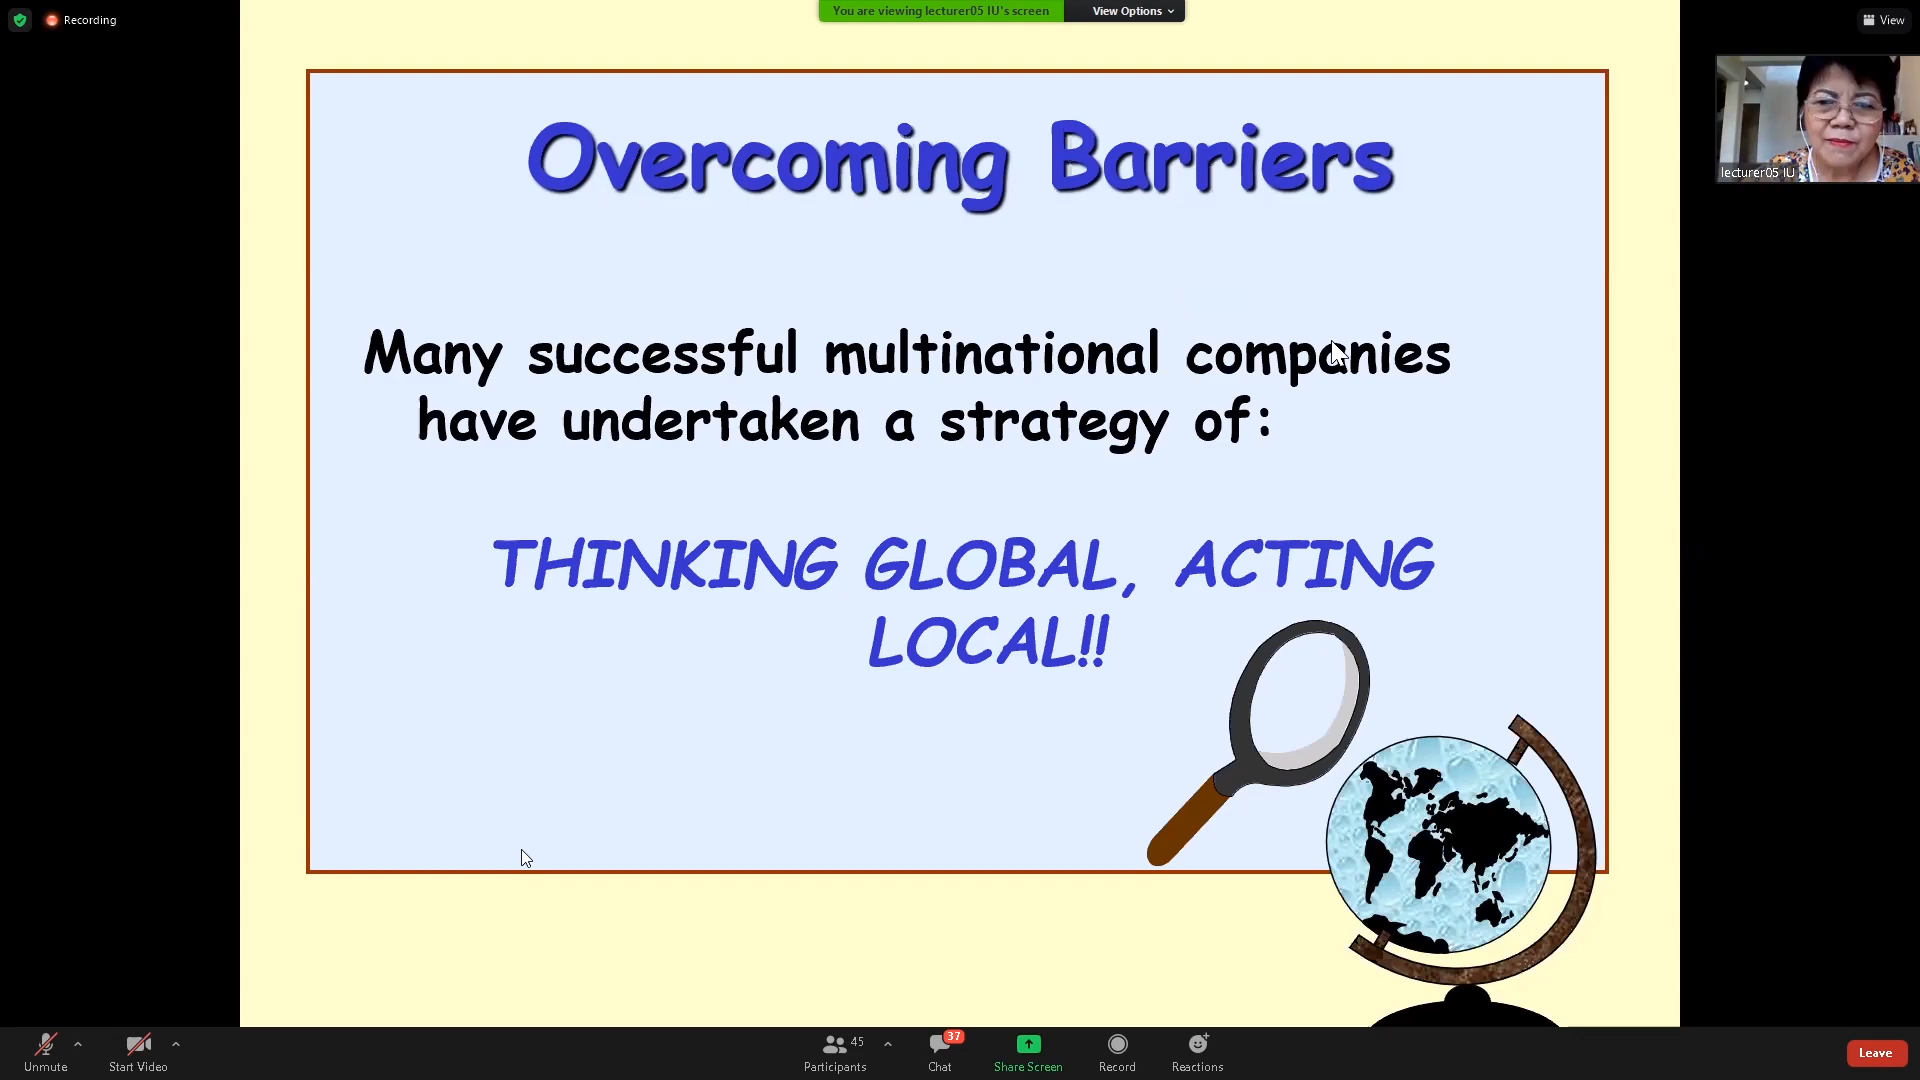 Recording
You are viewing lecturer05 IU's screen
View Options
View
lecturer05 IU
Overcoming Barriers
Many successful multinational companies
have undertaken a strategy of:
THINKING GLOBAL, ACTING
LOCAL!!
Unmute
Start Video
45
Participants
37
Chat
Share Screen
Record
Reactions
Leave